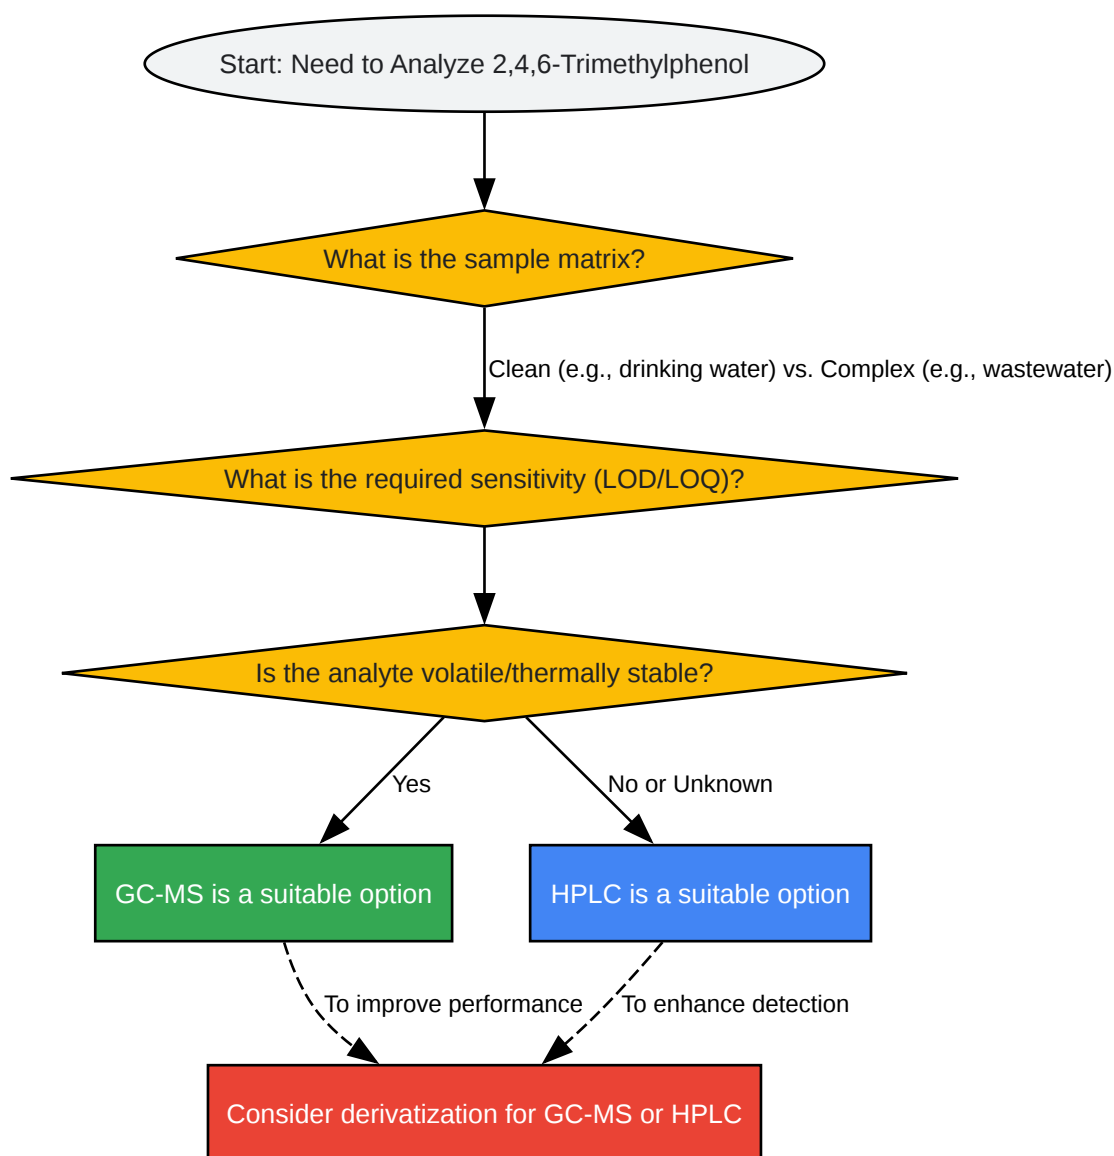 Start: Need to Analyze 2,4,6-Trimethylphenol
What is the sample matrix?
Clean (e.g., drinking water) vs. Complex (e.g., wastewater)
What is the required sensitivity (LOD/LOQ)?
Is the analyte volatile/thermally stable?
Yes
No or Unknown
GC-MS is a suitable option
HPLC is a suitable option
To improve performance
To enhance detection
Consider derivatization for GC-MS or HPLC